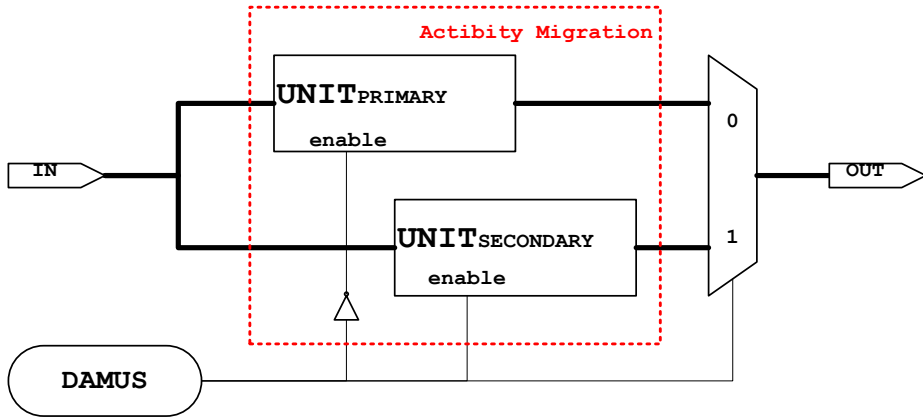 Actibity Migration
UNITPRIMARY
enable
0
IN
OUT
UNITSECONDARY
1
enable
DAMUS